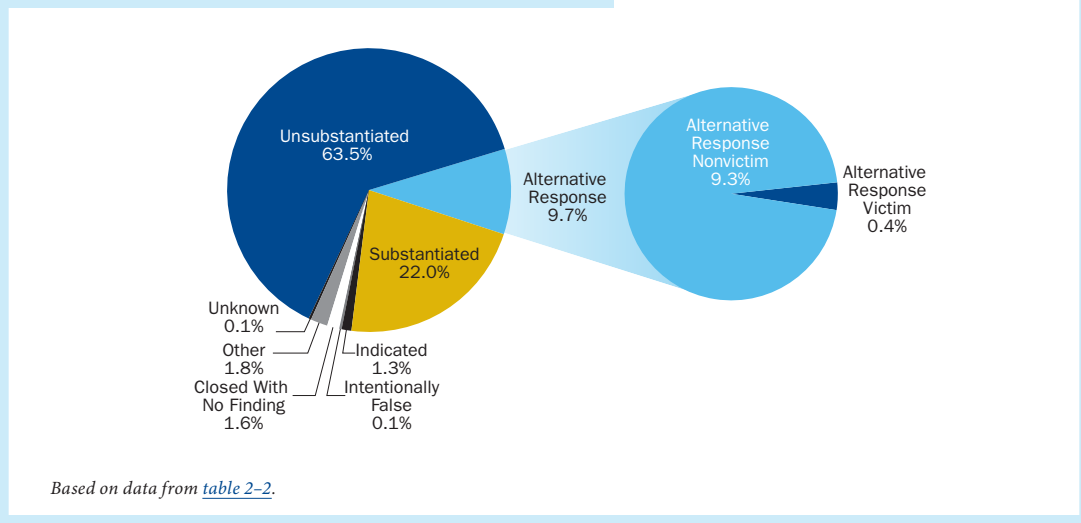 Unsubstantiated
63.5%
Alternative
Response
9.7%
Alternative
Response
Nonvictim
9.3%
Alternative
Response
Victim
0.4%
Substantiated
22.0%
Unknown
0.1%
Other
1.8%
Closed With
No Finding
1.6%
Indicated
1.3%
Intentionally
False
0.1%
Based on data from table 2–2.